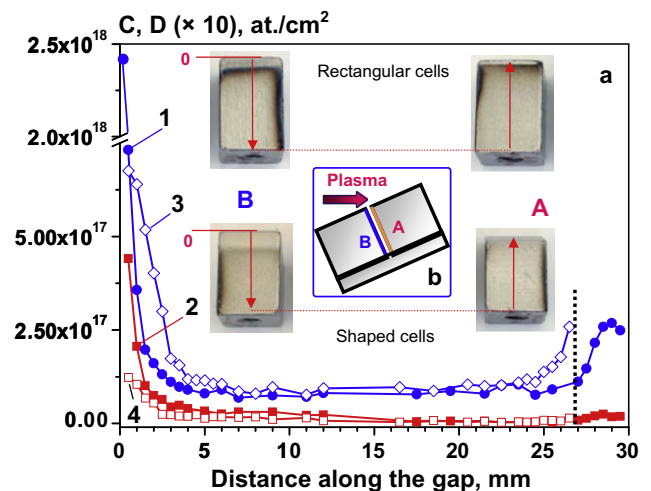 C, D (× 10), at./cm²
2.5x10¹⁸
2.0x10¹⁸
5.00x10¹⁷
2.50x10¹⁷
0.00
0
Rectangular cells
a
1
3
2
4
B
Plasma
B
A
b
A
0
Shaped cells
0
5
10
15
20
25
30
Distance along the gap, mm